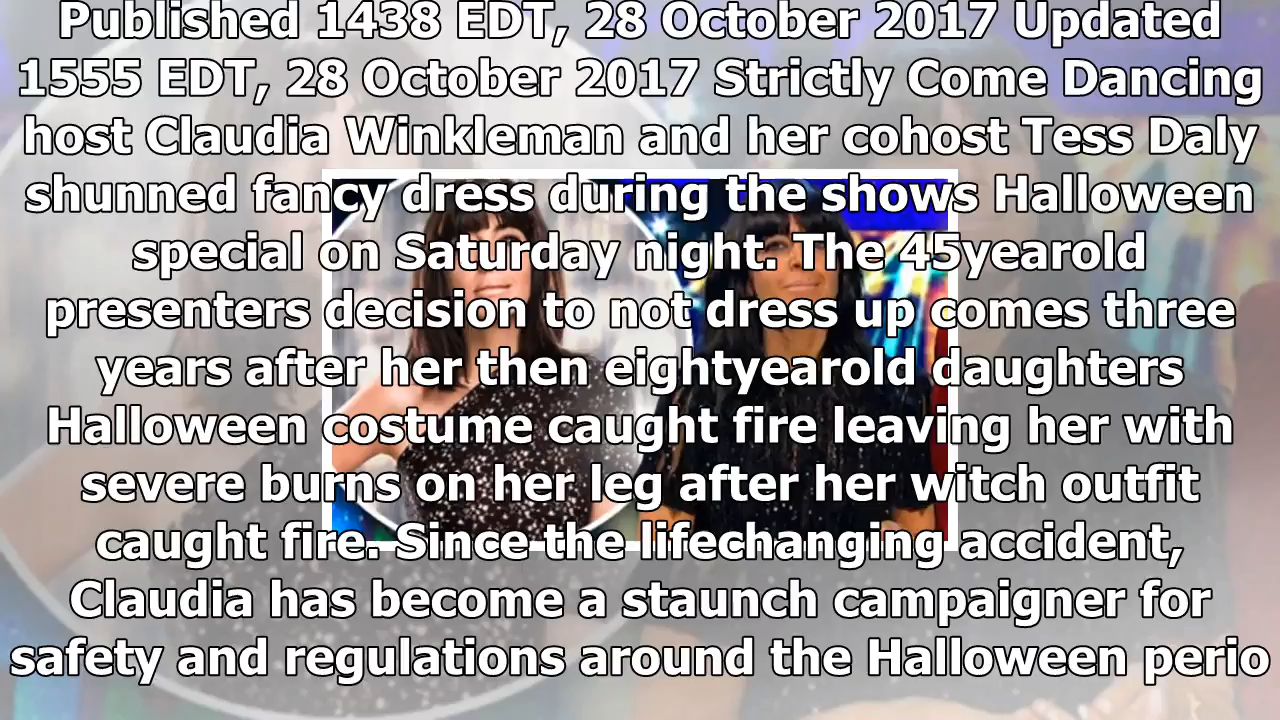 Published 1438 EDT, 28 October 2017 Updated
1555 EDT, 28 October 2017 Strictly Come Dancing
host Claudia Winkleman and her cohost Tess Daly
shunned fancy dress during the shows Halloween
special on Saturday night. The 45yearold
presenters decision to not dress up comes three
years after her then eightyearold daughters
Halloween costume caught fire leaving her with
severe burns on her leg after her witch outfit
caught fire. Since the lifechanging accident,
Claudia has become a staunch campaigner for
safety and regulations around the Halloween perio